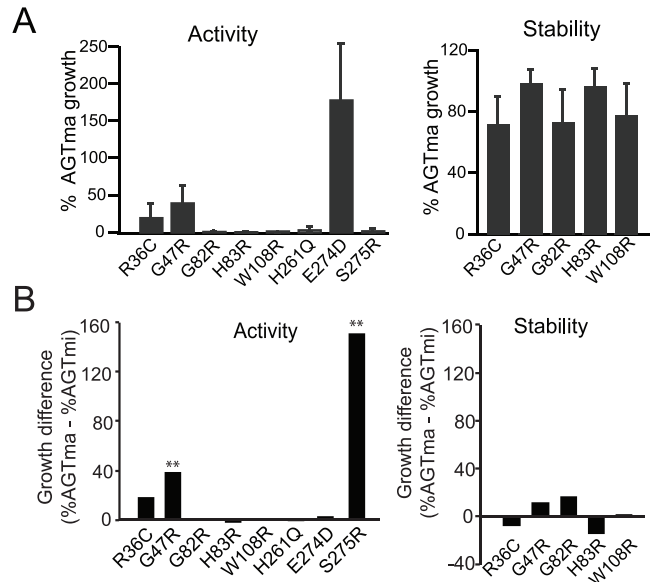 A
Activity
% AGTma growth
250
200
150
100
50
0
R36C
G47R
G82R
H83R
W108R
H261Q
E274D
S275R
Stability
% AGTma growth
120
80
40
0
R36C
G47R
G82R
H83R
W108R
B
Activity
Growth difference
(%AGTma - %AGTmi)
160
120
80
40
0
**
**
R36C
G47R
G82R
H83R
W108R
H261Q
E274D
S275R
Stability
Growth difference
(%AGTma - %AGTmi)
160
120
80
40
0
-40
R36C
G47R
G82R
H83R
W108R